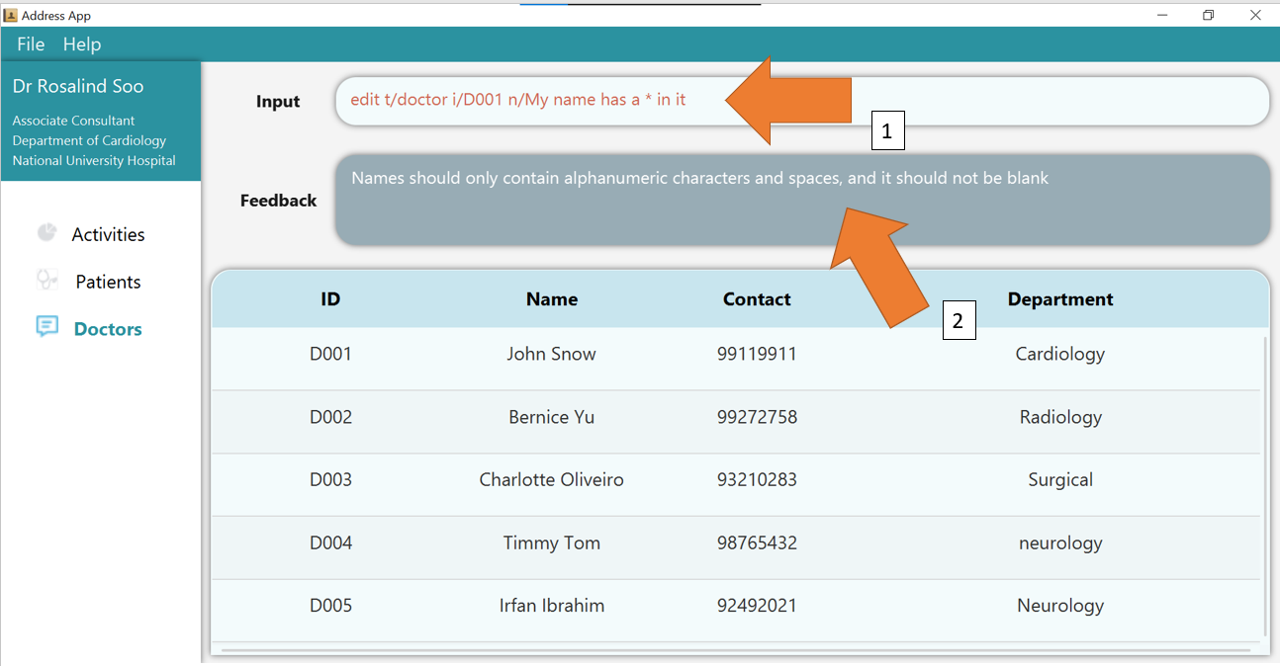 Address App
File Help
Dr Rosalind Soo
Associate Consultant
Department of Cardiology
National University Hospital
Activities
Patients
Doctors
Input
edit t/doctor i/D001 n/My name has a * in it
1
Feedback
Names should only contain alphanumeric characters and spaces, and it should not be blank
2
ID Name Contact Department
D001 John Snow 99119911 Cardiology
D002 Bernice Yu 99272758 Radiology
D003 Charlotte Oliveiro 93210283 Surgical
D004 Timmy Tom 98765432 neurology
D005 Irfan Ibrahim 92492021 Neurology